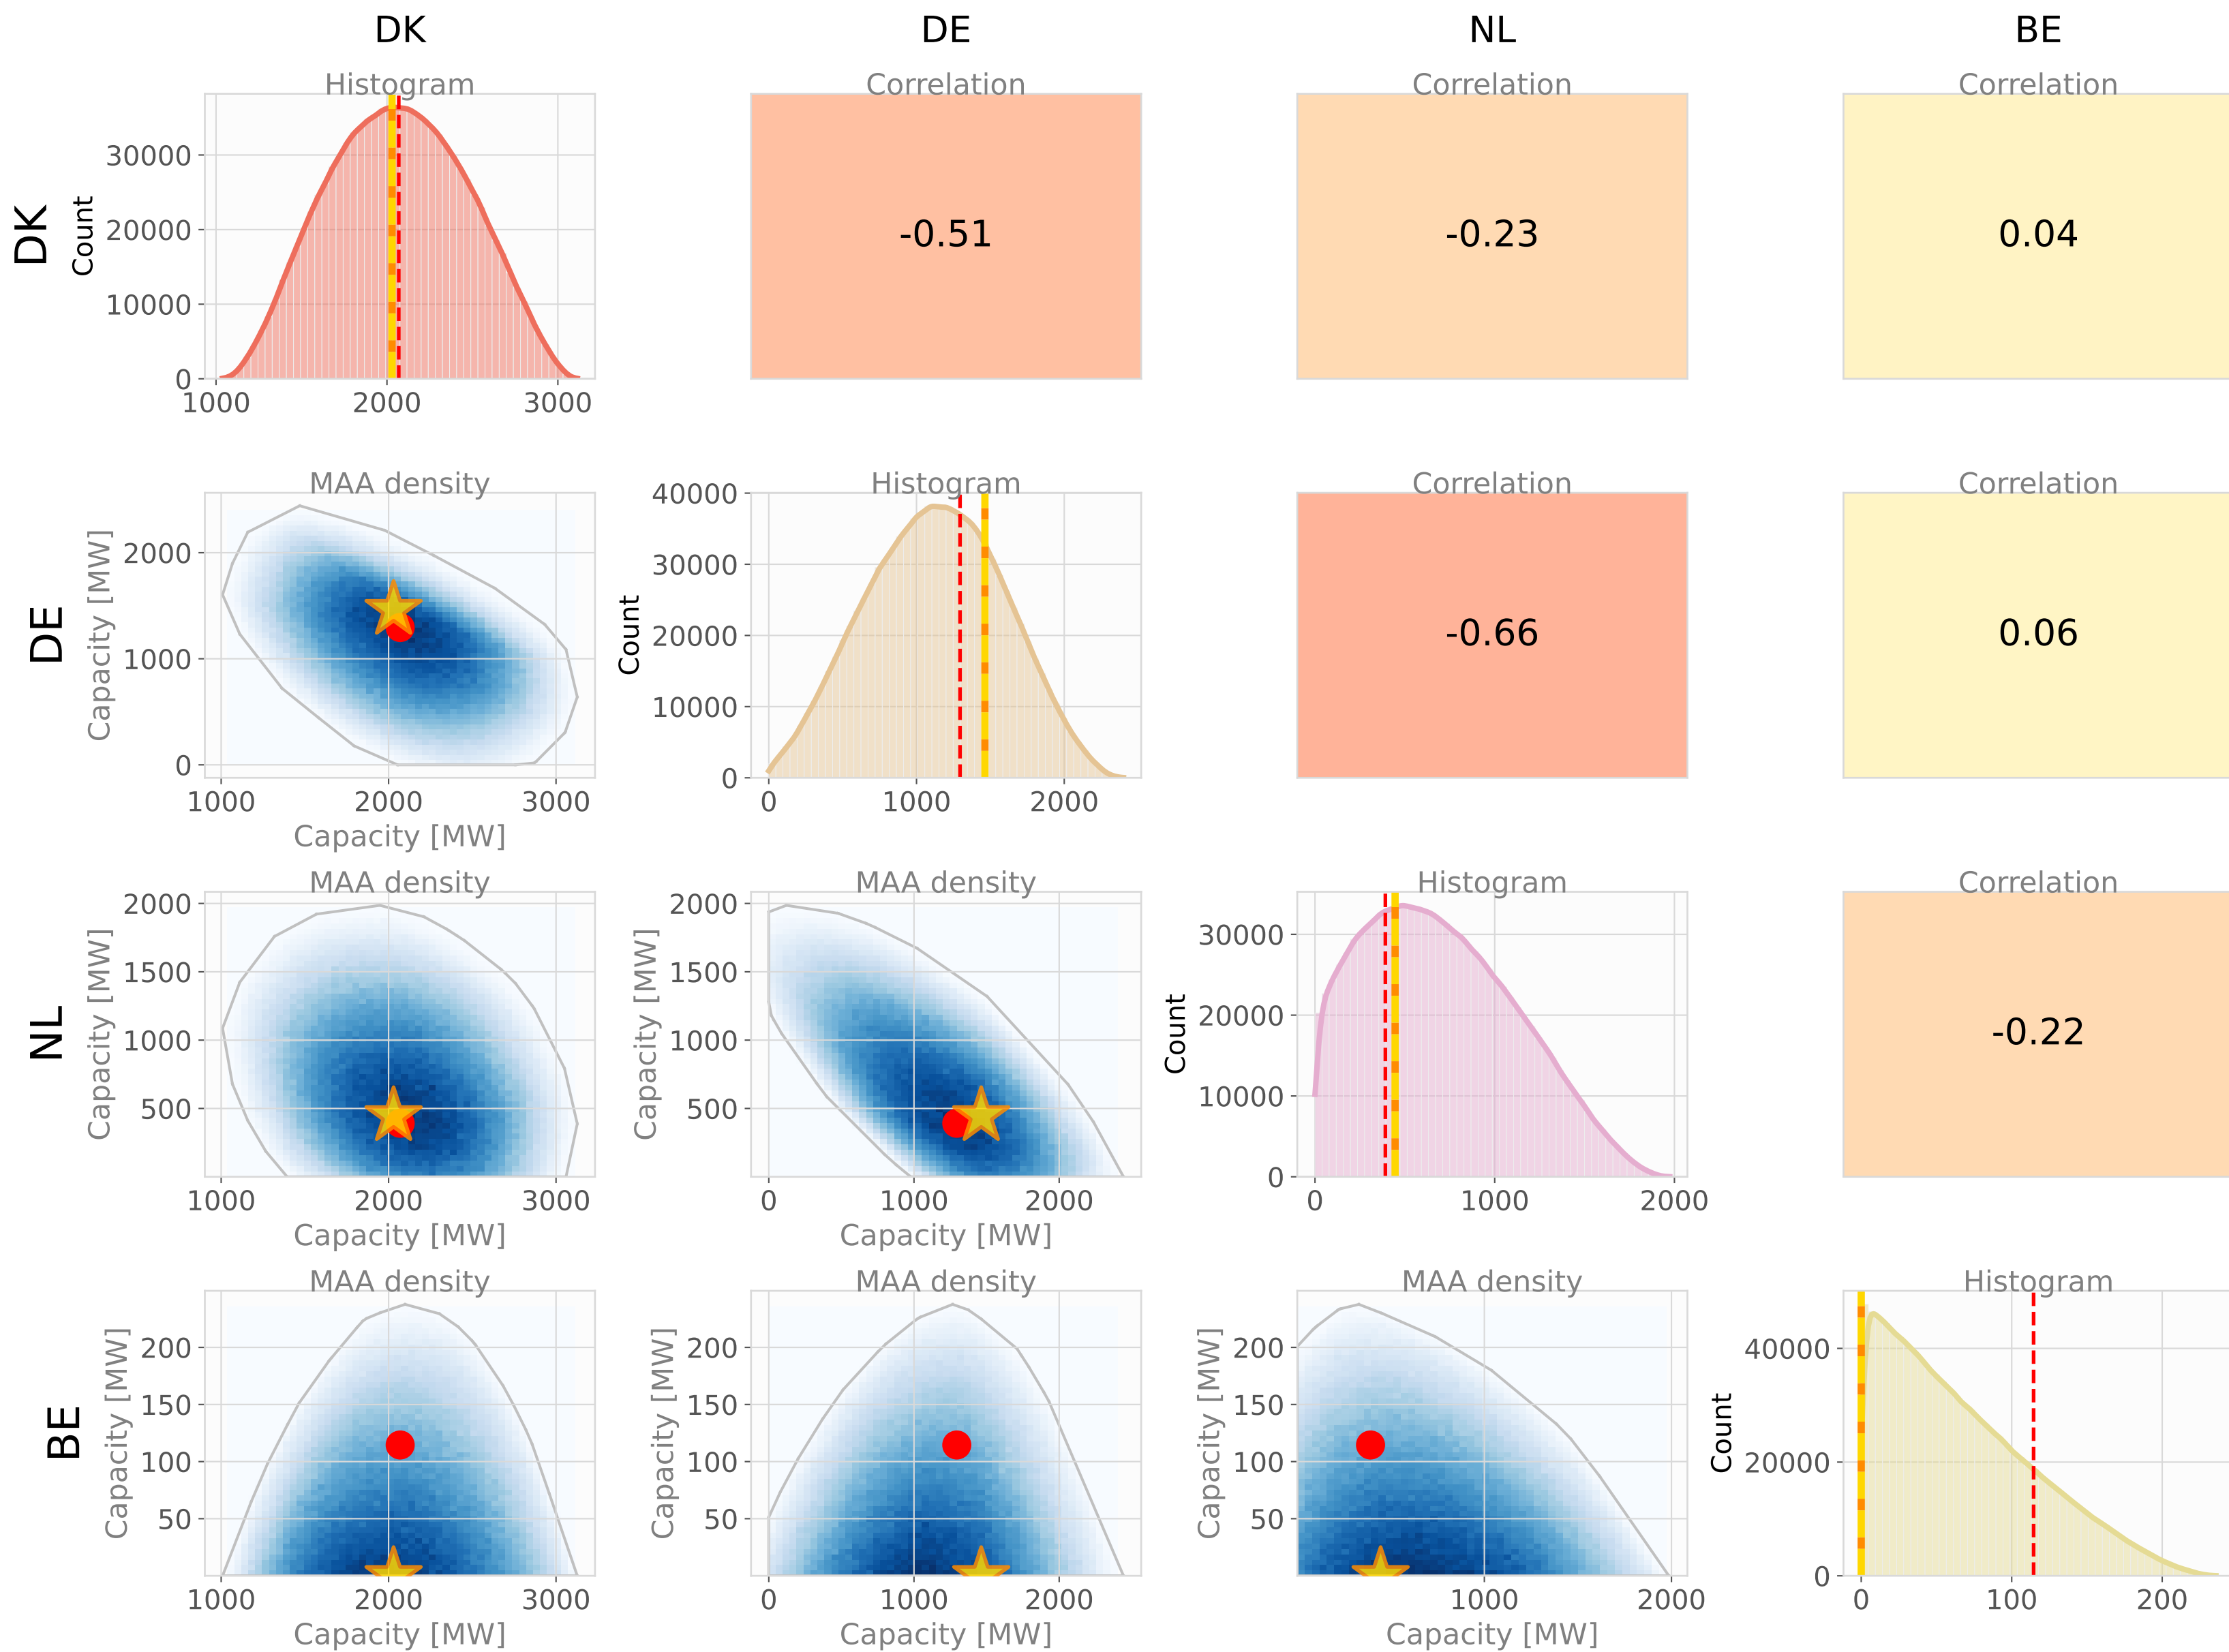 DK DE NL BE
Histogram Correlation Correlation Correlation
DK
Count
30000
20000
10000
0
1000 2000 3000
-0.51
-0.23
0.04
MAA density Histogram Correlation Correlation
DE
Capacity [MW]
2000
1000
0
1000 2000 3000
Capacity [MW]
Count
40000
30000
20000
10000
0
0 1000 2000
-0.66
0.06
MAA density MAA density Histogram Correlation
NL
Capacity [MW]
2000
1500
1000
500
1000 2000 3000
Capacity [MW]
Capacity [MW]
2000
1500
1000
500
0 1000 2000
Capacity [MW]
Count
30000
20000
10000
0
0 1000 2000
-0.22
MAA density MAA density MAA density Histogram
BE
Capacity [MW]
200
150
100
50
1000 2000 3000
Capacity [MW]
Capacity [MW]
200
150
100
50
0 1000 2000
Capacity [MW]
Capacity [MW]
200
150
100
50
1000 2000
Capacity [MW]
Count
40000
20000
0
0 100 200